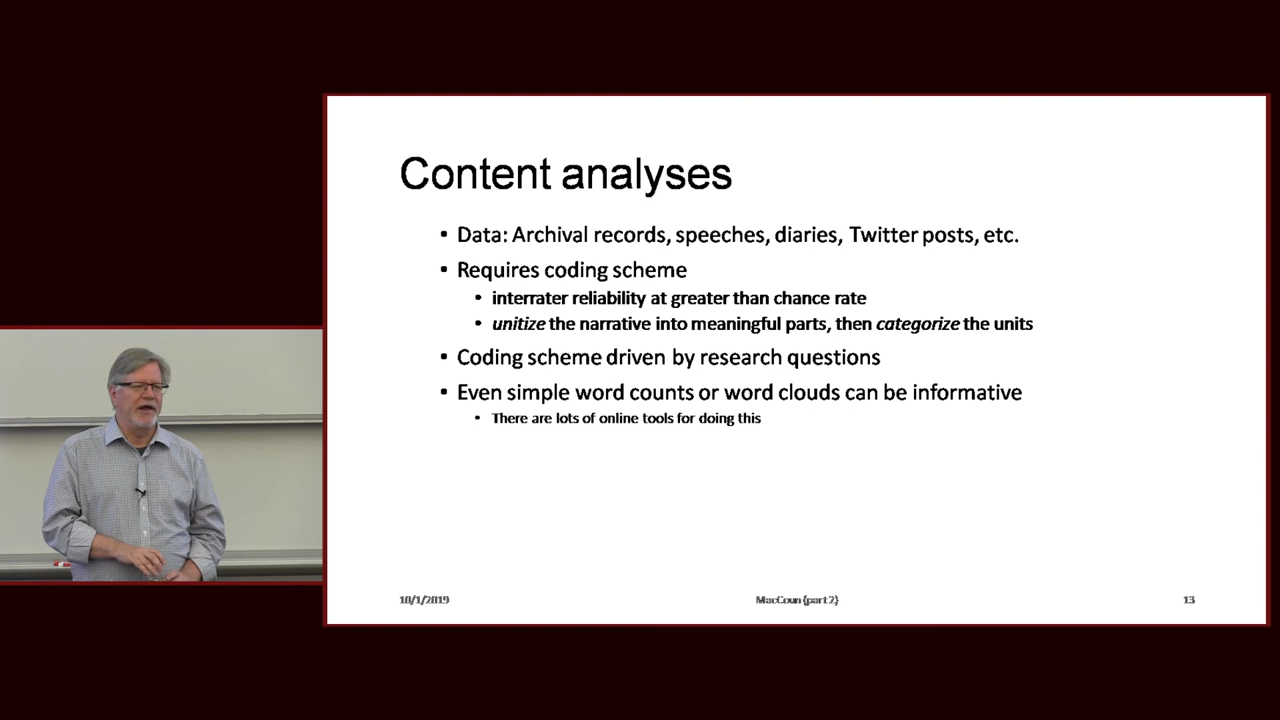 Content analyses
• Data: Archival records, speeches, diaries, Twitter posts, etc.
• Requires coding scheme
• interrater reliability at greater than chance rate
• unitize the narrative into meaningful parts, then categorize the units
• Coding scheme driven by research questions
• Even simple word counts or word clouds can be informative
• There are lots of online tools for doing this
10/1/2019 MacCoun (part 2) 13